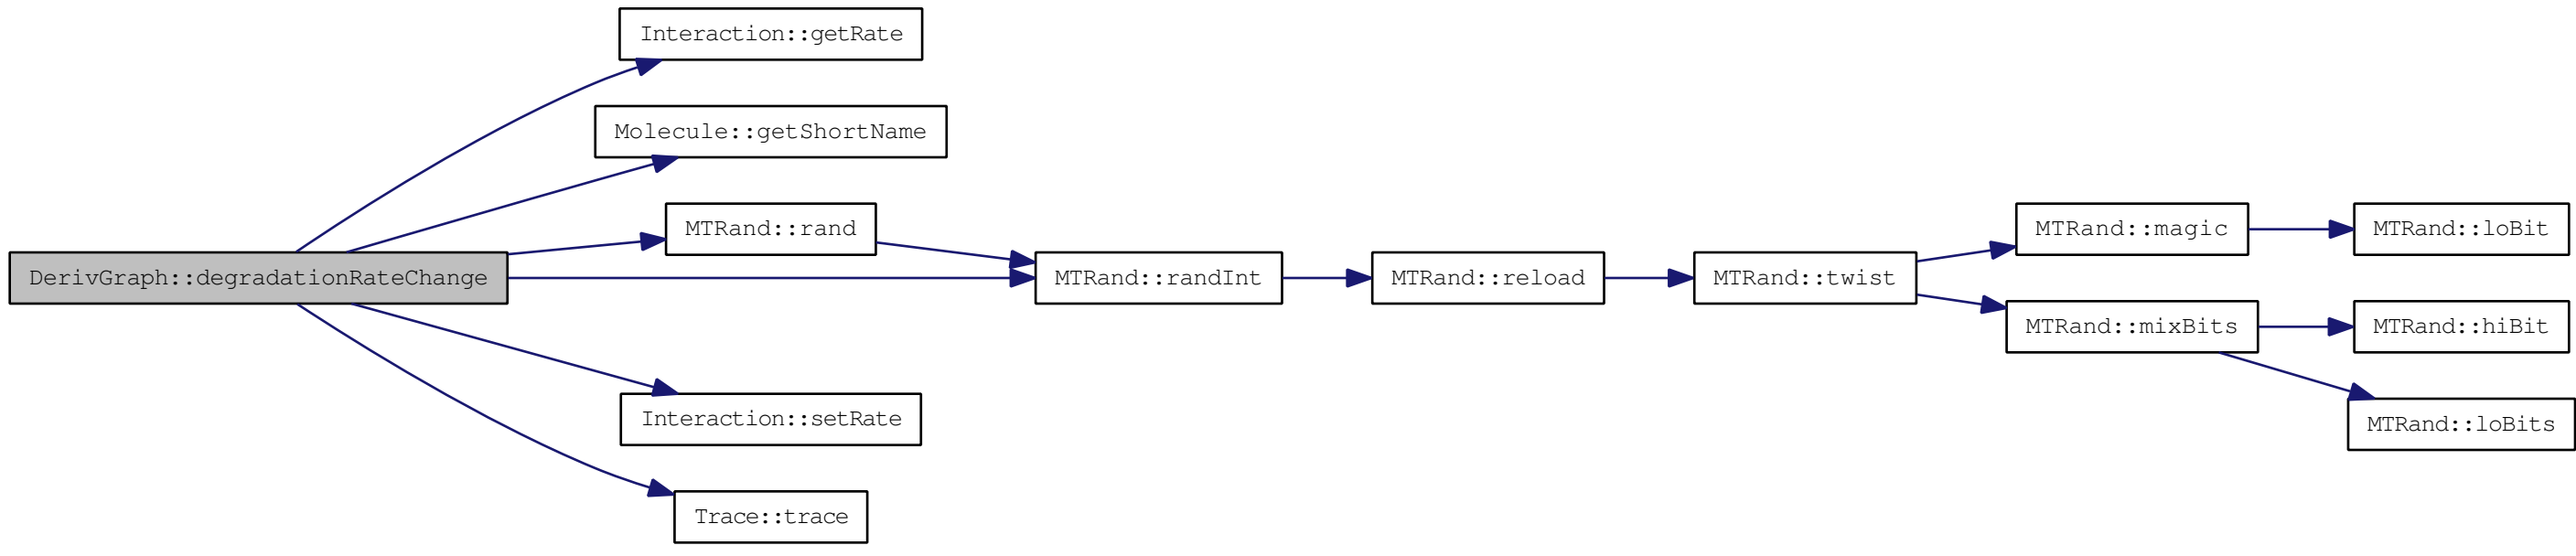 Interaction::getRate
Molecule::getShortName
MTRand::rand
MTRand::magic
MTRand::loBit
DerivGraph::degradationRateChange
MTRand::randInt
MTRand::reload
MTRand::twist
MTRand::mixBits
MTRand::hiBit
Interaction::setRate
MTRand::loBits
Trace::trace